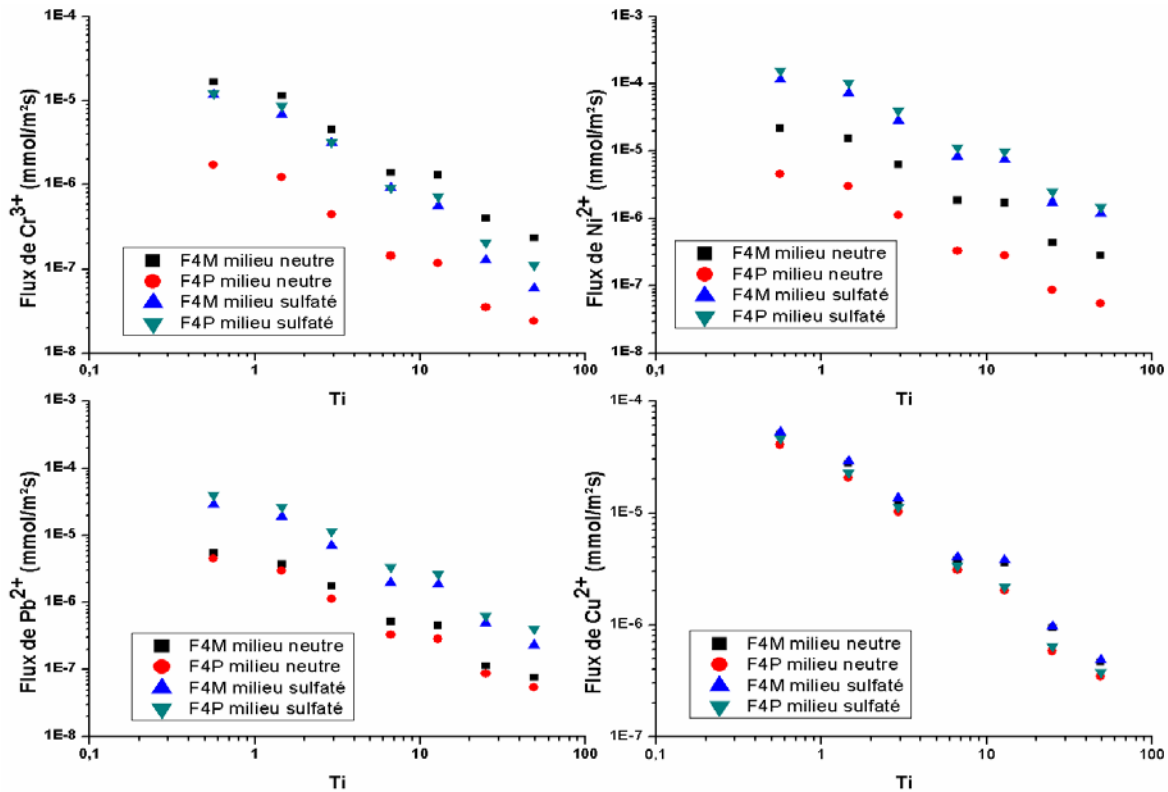 1E-4
1E-5
1E-6
1E-7
1E-8
Flux de Cr3+ (mmol/m²s)
F4M milieu neutre
F4P milieu neutre
F4M milieu sulfaté
F4P milieu sulfaté
0,1 1 10 100
Ti
1E-3
1E-4
1E-5
1E-6
1E-7
1E-8
Flux de Ni2+ (mmol/m²s)
F4M milieu neutre
F4P milieu neutre
F4M milieu sulfaté
F4P milieu sulfaté
0,1 1 10 100
Ti
1E-3
1E-4
1E-5
1E-6
1E-7
1E-8
Flux de Pb2+ (mmol/m²s)
F4M milieu neutre
F4P milieu neutre
F4M milieu sulfaté
F4P milieu sulfaté
0,1 1 10 100
Ti
1E-4
1E-5
1E-6
1E-7
Flux de Cu2+ (mmol/m²s)
F4M milieu neutre
F4P milieu neutre
F4M milieu sulfaté
F4P milieu sulfaté
0,1 1 10 100
Ti